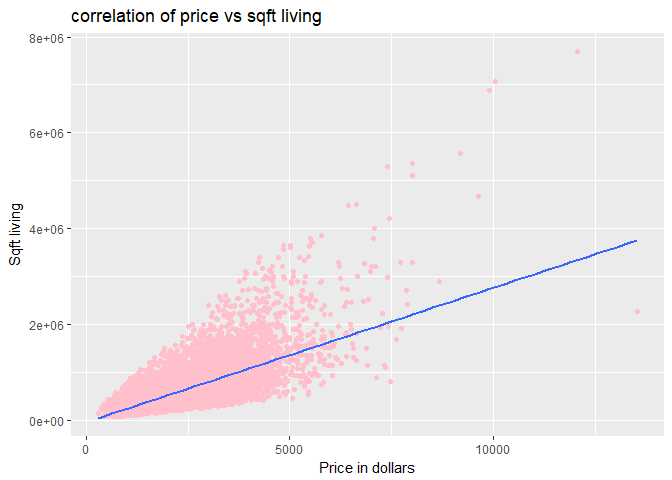 correlation of price vs sqft living
8e+06
6e+06
4e+06
2e+06
0e+00
Sqft living
0
5000
10000
Price in dollars